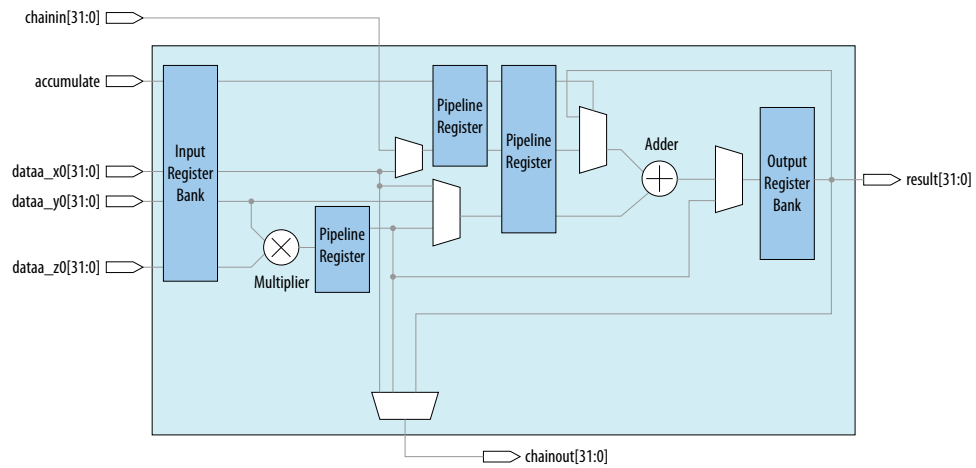 chainin[31:0]
accumulate
dataa_x0[31:0]
dataa_y0[31:0]
dataa_z0[31:0]
Input
Register
Bank
Multiplier
Pipeline
Register
Pipeline
Register
Pipeline
Register
Adder
Output
Register
Bank
result[31:0]
chainout[31:0]